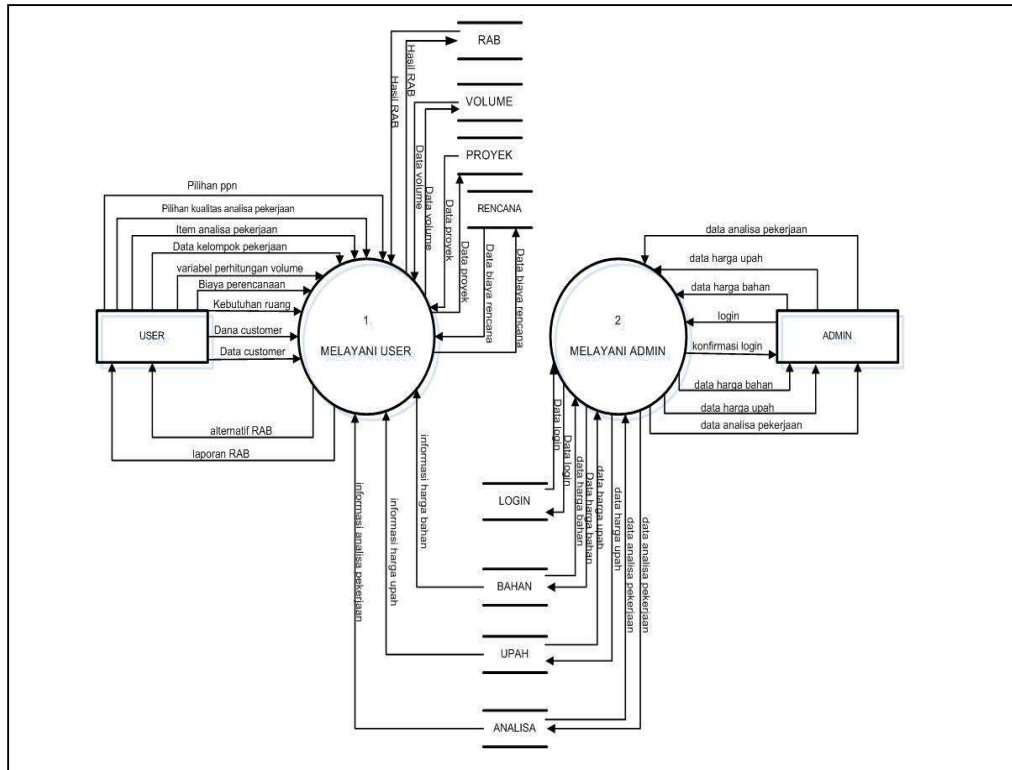 RAB
Hasil RAB
Hasil RAB
VOLUME
Data volume
Data volume
PROYEK
Data proyek
Data proyek
RENCANA
Data biaya rencana
Data biaya rencana
Pilihan ppn
Pilihan kualitas analisa pekerjaan
Item analisa pekerjaan
Data kelompok pekerjaan
variabel perhitungan volume
Biaya perencanaan
Kebutuhan ruang
Dana customer
Data customer
USER
alternatif RAB
laporan RAB
1
MELAYANI USER
2
MELAYANI ADMIN
data analisa pekerjaan
data harga upah
data harga bahan
login
konfirmasi login
data harga bahan
data harga upah
data analisa pekerjaan
ADMIN
informasi analisa pekerjaan
informasi harga upah
informasi harga bahan
Data login
Data login
data harga bahan
Data harga bahan
data harga upah
data harga upah
data analisa pekerjaan
data analisa pekerjaan
LOGIN
BAHAN
UPAH
ANALISA